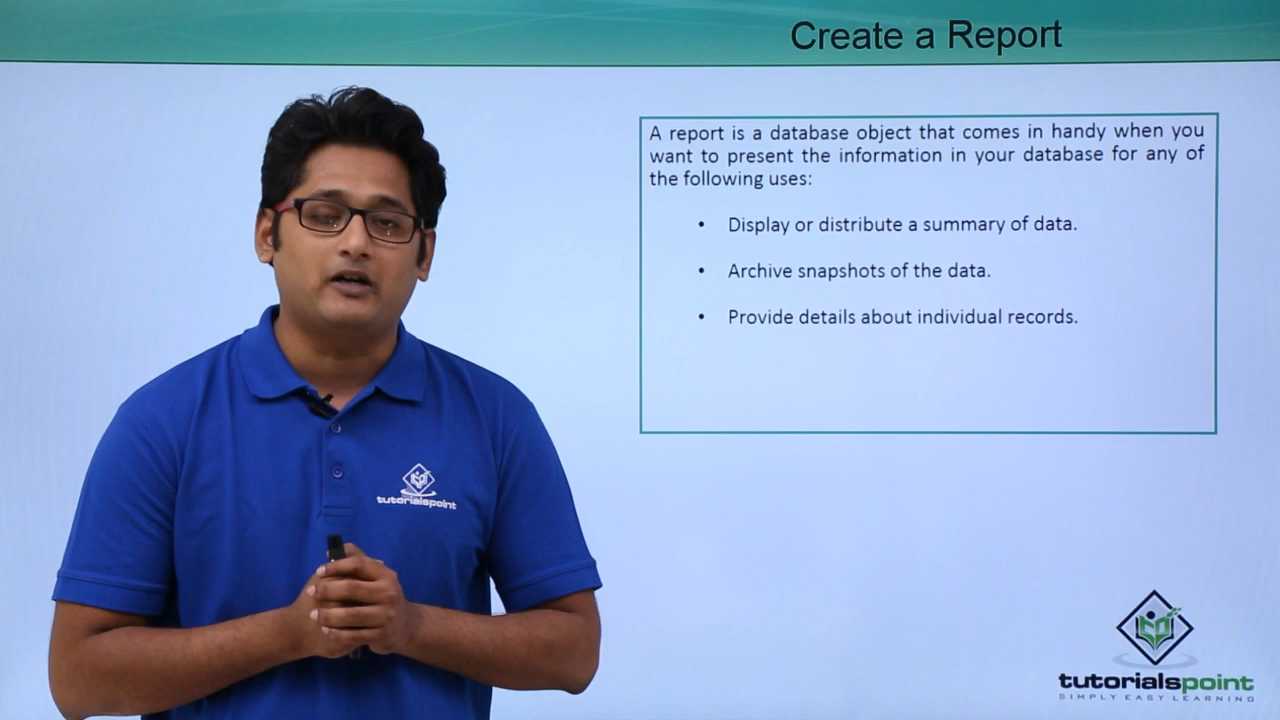 Create a Report
A report is a database object that comes in handy when you
want to present the information in your database for any of
the following uses:
• Display or distribute a summary of data.
• Archive snapshots of the data.
• Provide details about individual records.
tutorialspoint
tutorialspoint
SIMPLY EASY LEARNING